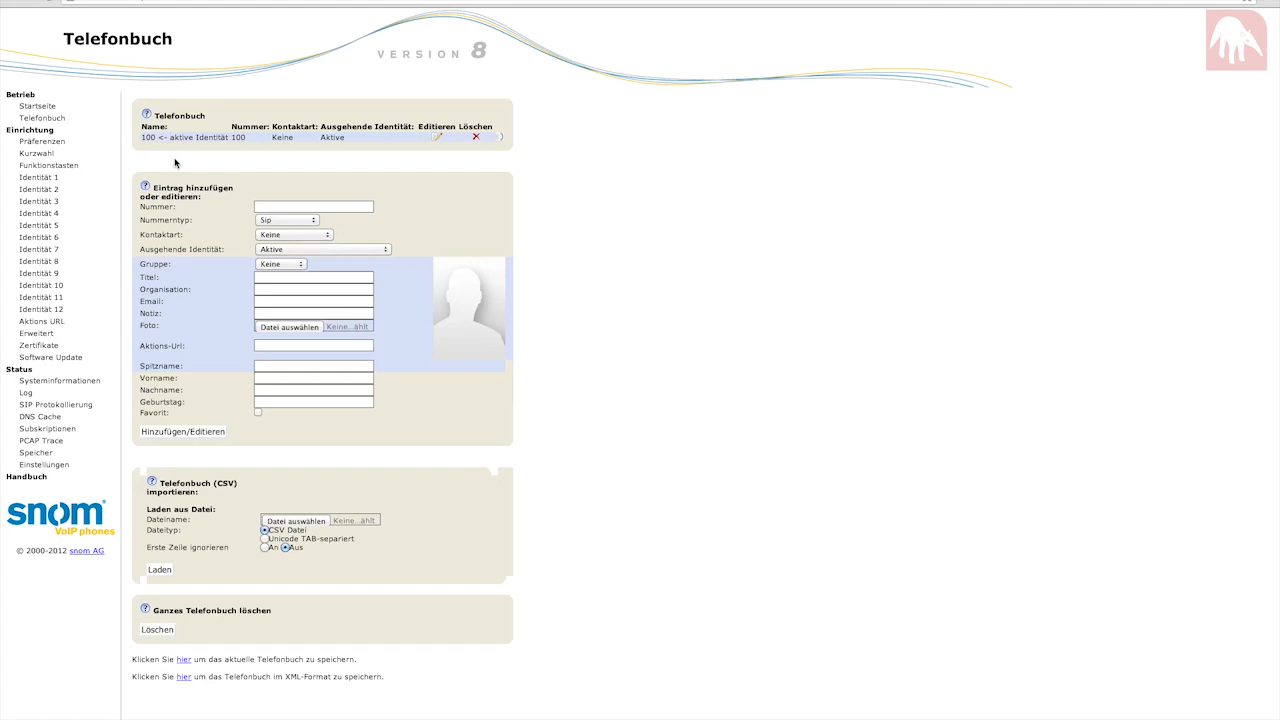 Telefonbuch
VERSION 8
Betrieb
Startseite
Telefonbuch
Einrichtung
Präferenzen
Kurzwahl
Funktionstasten
Identität 1
Identität 2
Identität 3
Identität 4
Identität 5
Identität 6
Identität 7
Identität 8
Identität 9
Identität 10
Identität 11
Identität 12
Aktions URL
Erweitert
Zertifikate
Software Update
Status
Systeminformationen
Log
SIP Protokollierung
DNS Cache
Subskriptionen
PCAP Trace
Speicher
Einstellungen
Handbuch
snom
VoIP phones
© 2000-2012 snom AG
Telefonbuch
Name: Nummer: Kontaktart: Ausgehende Identität: Editieren Löschen
100 <- aktive Identität 100 Keine Aktive
Eintrag hinzufügen
oder editieren:
Nummer:
Nummerntyp: Sip
Kontaktart: Keine
Ausgehende Identität: Aktive
Gruppe: Keine
Titel:
Organisation:
Email:
Notiz:
Foto: Datei auswählen Keine...ählt
Aktions-Url:
Spitzname:
Vorname:
Nachname:
Geburtstag:
Favorit:
Hinzufügen/Editieren
Telefonbuch (CSV)
importieren:
Laden aus Datei:
Dateiname: Datei auswählen Keine...ählt
Dateityp: CSV Datei
Unicode TAB-separiert
Erste Zeile ignorieren An Aus
Laden
Ganzes Telefonbuch löschen
Löschen
Klicken Sie hier um das aktuelle Telefonbuch zu speichern.
Klicken Sie hier um das Telefonbuch im XML-Format zu speichern.